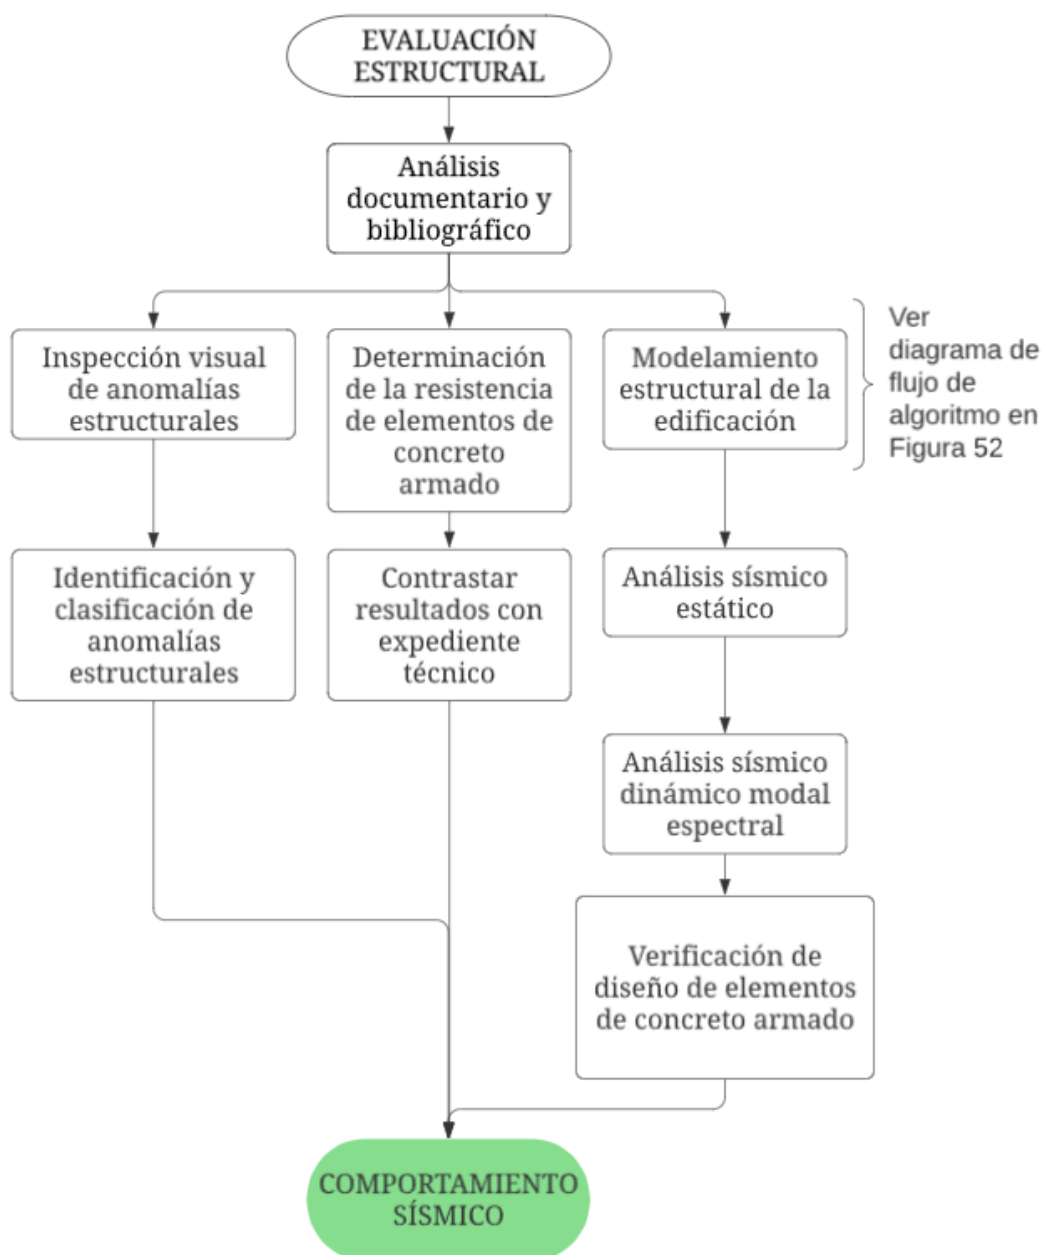 EVALUACIÓN
ESTRUCTURAL
Análisis
documentario y
bibliográfico
Inspección visual
de anomalías
estructurales
Determinación
de la resistencia
de elementos de
concreto
armado
Modelamiento
estructural de la
edificación
Ver
diagrama de
flujo de
algoritmo en
Figura 52
Identificación y
clasificación de
anomalías
estructurales
Contrastar
resultados con
expediente
técnico
Análisis sísmico
estático
Análisis sísmico
dinámico modal
espectral
Verificación de
diseño de elementos
de concreto armado
COMPORTAMIENTO
SÍSMICO